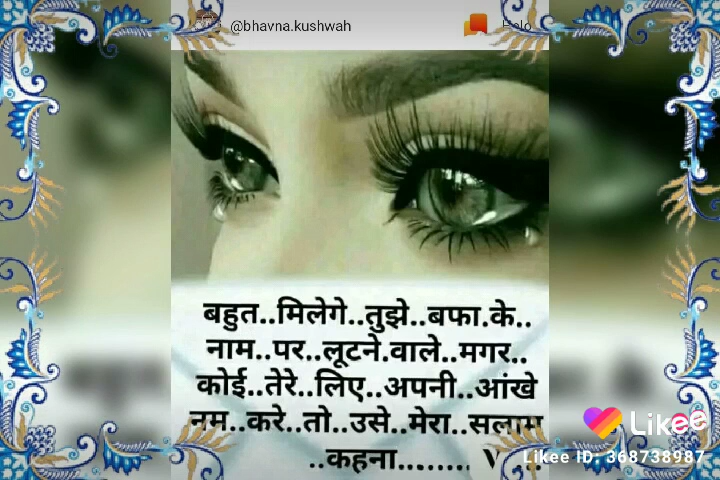 @bhavna.kushwah
बहुत..मिलेगे..तुझे..बफा.के..
नाम..पर..लूटने.वाले..मगर..
कोई..तेरे..लिए..अपनी..आंखे
नम..करे..तो..उसे..मेरा..सलाम
..कहना........
Likee
Likee ID: 368738987